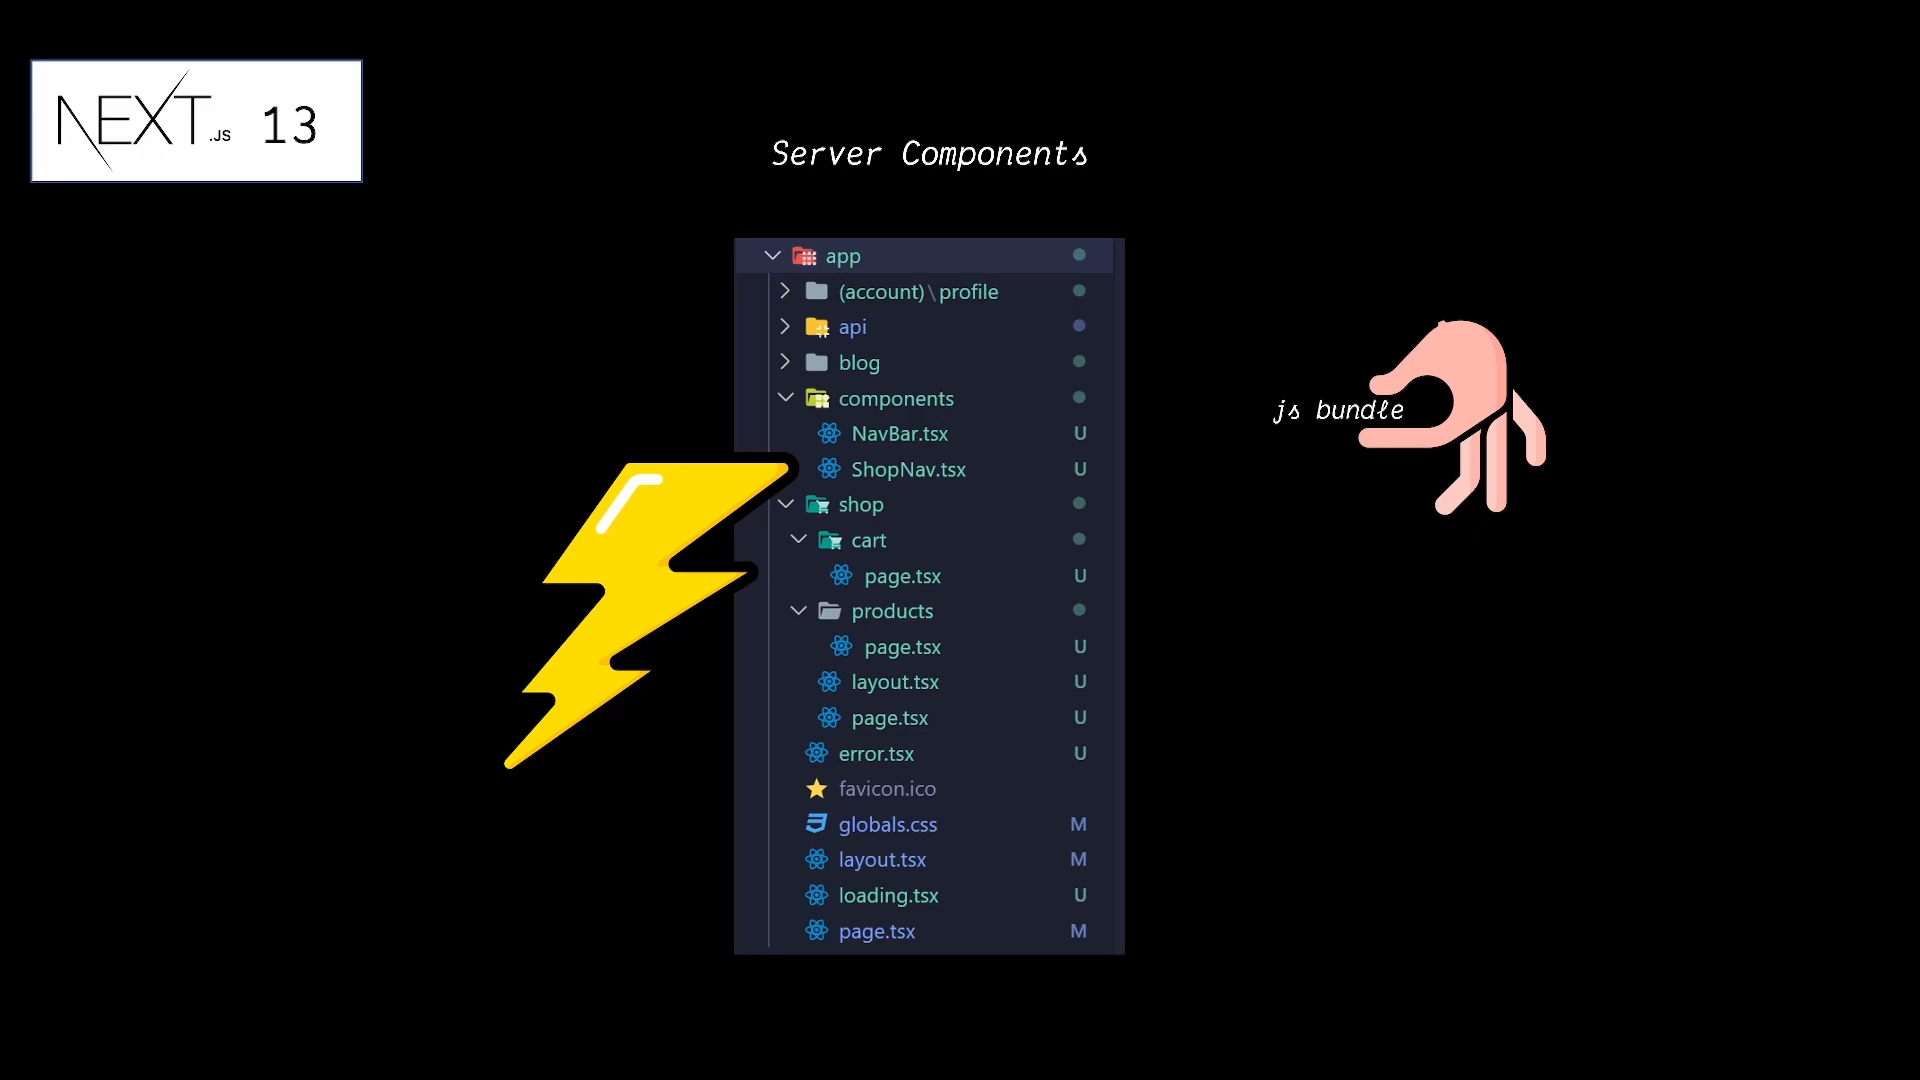 NEXT.JS 13
Server Components
app
(account)\profile
api
blog
components
NavBar.tsx U
ShopNav.tsx U
js bundle
shop
cart
page.tsx U
products
page.tsx U
layout.tsx U
page.tsx U
error.tsx U
favicon.ico
globals.css M
layout.tsx M
loading.tsx U
page.tsx M